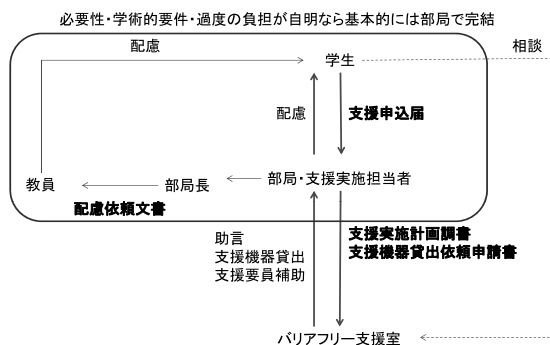 必要性・学術的要件・過度の負担が自明なら基本的には部局で完結
配慮
学生
相談
配慮
支援申込届
教員
部局長
部局・支援実施担当者
配慮依頼文書
助言
支援機器貸出
支援要員補助
支援実施計画調書
支援機器貸出依頼申請書
バリアフリー支援室